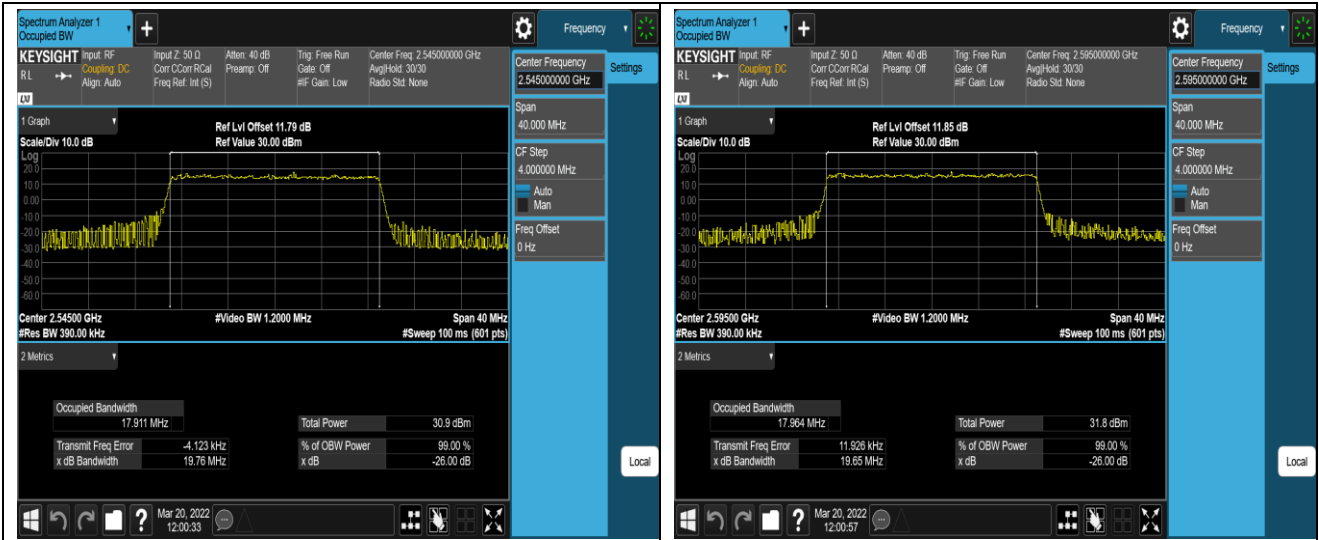 Spectrum Analyzer 1
Occupied BW
Frequency
KEYSIGHT
Input: RF
Input Z: 50 Ω
Atten: 40 dB
Trig: Free Run
Center Freq: 2.545000000 GHz
R L
Coupling: DC
Corr CCorr RCal
Preamp: Off
Gate: Off
Avg|Hold: 30/30
Align: Auto
Freq Ref: Int (S)
#IF Gain: Low
Radio Std: None
LXI
Center Frequency
2.545000000 GHz
Settings
Span
40.000 MHz
CF Step
4.000000 MHz
Auto
Man
Freq Offset
0 Hz
Local
1 Graph
Ref Lvl Offset 11.79 dB
Scale/Div 10.0 dB
Ref Value 30.00 dBm
Log
20.0
10.0
0.00
-10.0
-20.0
-30.0
-40.0
-50.0
-60.0
Center 2.54500 GHz
#Video BW 1.2000 MHz
Span 40 MHz
#Res BW 390.00 kHz
#Sweep 100 ms (601 pts)
2 Metrics
Occupied Bandwidth
17.911 MHz
Total Power 30.9 dBm
Transmit Freq Error -4.123 kHz
% of OBW Power 99.00 %
x dB Bandwidth 19.76 MHz
x dB -26.00 dB
?
Mar 20, 2022
12:00:33
Spectrum Analyzer 1
Occupied BW
Frequency
KEYSIGHT
Input: RF
Input Z: 50 Ω
Atten: 40 dB
Trig: Free Run
Center Freq: 2.595000000 GHz
R L
Coupling: DC
Corr CCorr RCal
Preamp: Off
Gate: Off
Avg|Hold: 30/30
Align: Auto
Freq Ref: Int (S)
#IF Gain: Low
Radio Std: None
LXI
Center Frequency
2.595000000 GHz
Settings
Span
40.000 MHz
CF Step
4.000000 MHz
Auto
Man
Freq Offset
0 Hz
Local
1 Graph
Ref Lvl Offset 11.85 dB
Scale/Div 10.0 dB
Ref Value 30.00 dBm
Log
20.0
10.0
0.00
-10.0
-20.0
-30.0
-40.0
-50.0
-60.0
Center 2.59500 GHz
#Video BW 1.2000 MHz
Span 40 MHz
#Res BW 390.00 kHz
#Sweep 100 ms (601 pts)
2 Metrics
Occupied Bandwidth
17.964 MHz
Total Power 31.8 dBm
Transmit Freq Error 11.926 kHz
% of OBW Power 99.00 %
x dB Bandwidth 19.65 MHz
x dB -26.00 dB
?
Mar 20, 2022
12:00:57